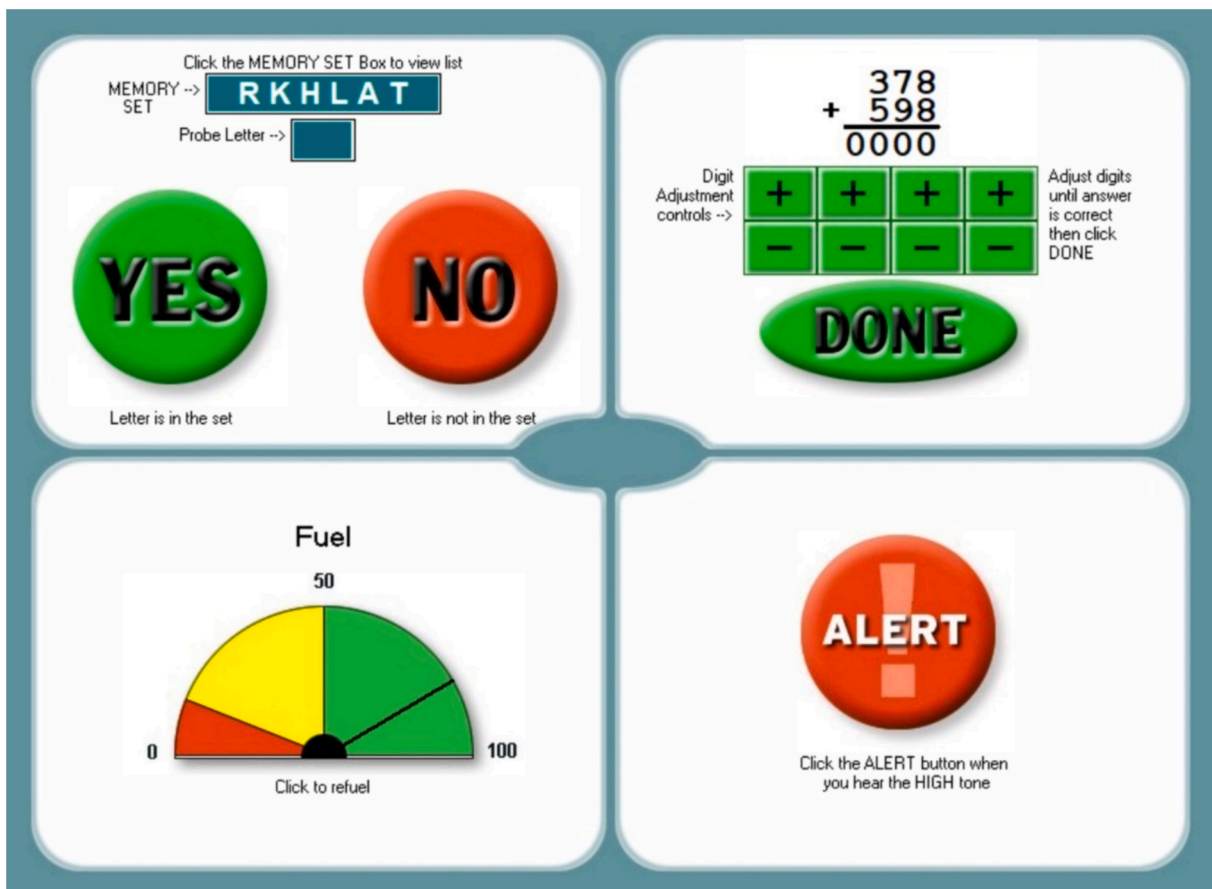 Click the MEMORY SET Box to view list
MEMORY --> R K H L A T
SET
Probe Letter -->
YES
NO
Letter is in the set
Letter is not in the set
378
+ 598
0000
Digit
Adjustment
controls -->
+ + + +
− − − −
Adjust digits
until answer
is correct
then click
DONE
DONE
Fuel
50
0
100
Click to refuel
!
ALERT
Click the ALERT button when
you hear the HIGH tone